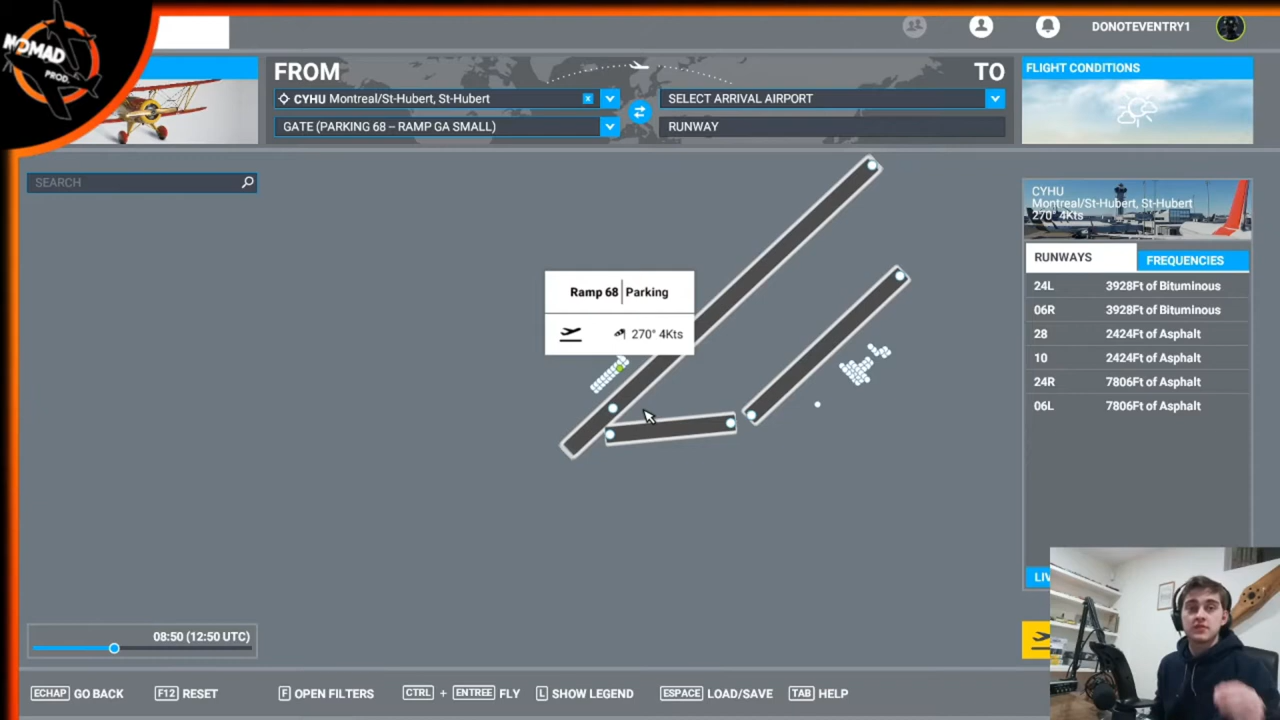 NOMAD
PROD.
DONOTEVENTRY1
FROM
TO
CYHU Montreal/St-Hubert, St-Hubert
x
SELECT ARRIVAL AIRPORT
GATE (PARKING 68 – RAMP GA SMALL)
RUNWAY
FLIGHT CONDITIONS
SEARCH
CYHU
Montreal/St-Hubert, St-Hubert
270° 4Kts
RUNWAYS
FREQUENCIES
24L 3928Ft of Bituminous
06R 3928Ft of Bituminous
28 2424Ft of Asphalt
10 2424Ft of Asphalt
24R 7806Ft of Asphalt
06L 7806Ft of Asphalt
Ramp 68 Parking
270° 4Kts
08:50 (12:50 UTC)
ECHAP GO BACK
F12 RESET
F OPEN FILTERS
CTRL + ENTREE FLY
L SHOW LEGEND
ESPACE LOAD/SAVE
TAB HELP